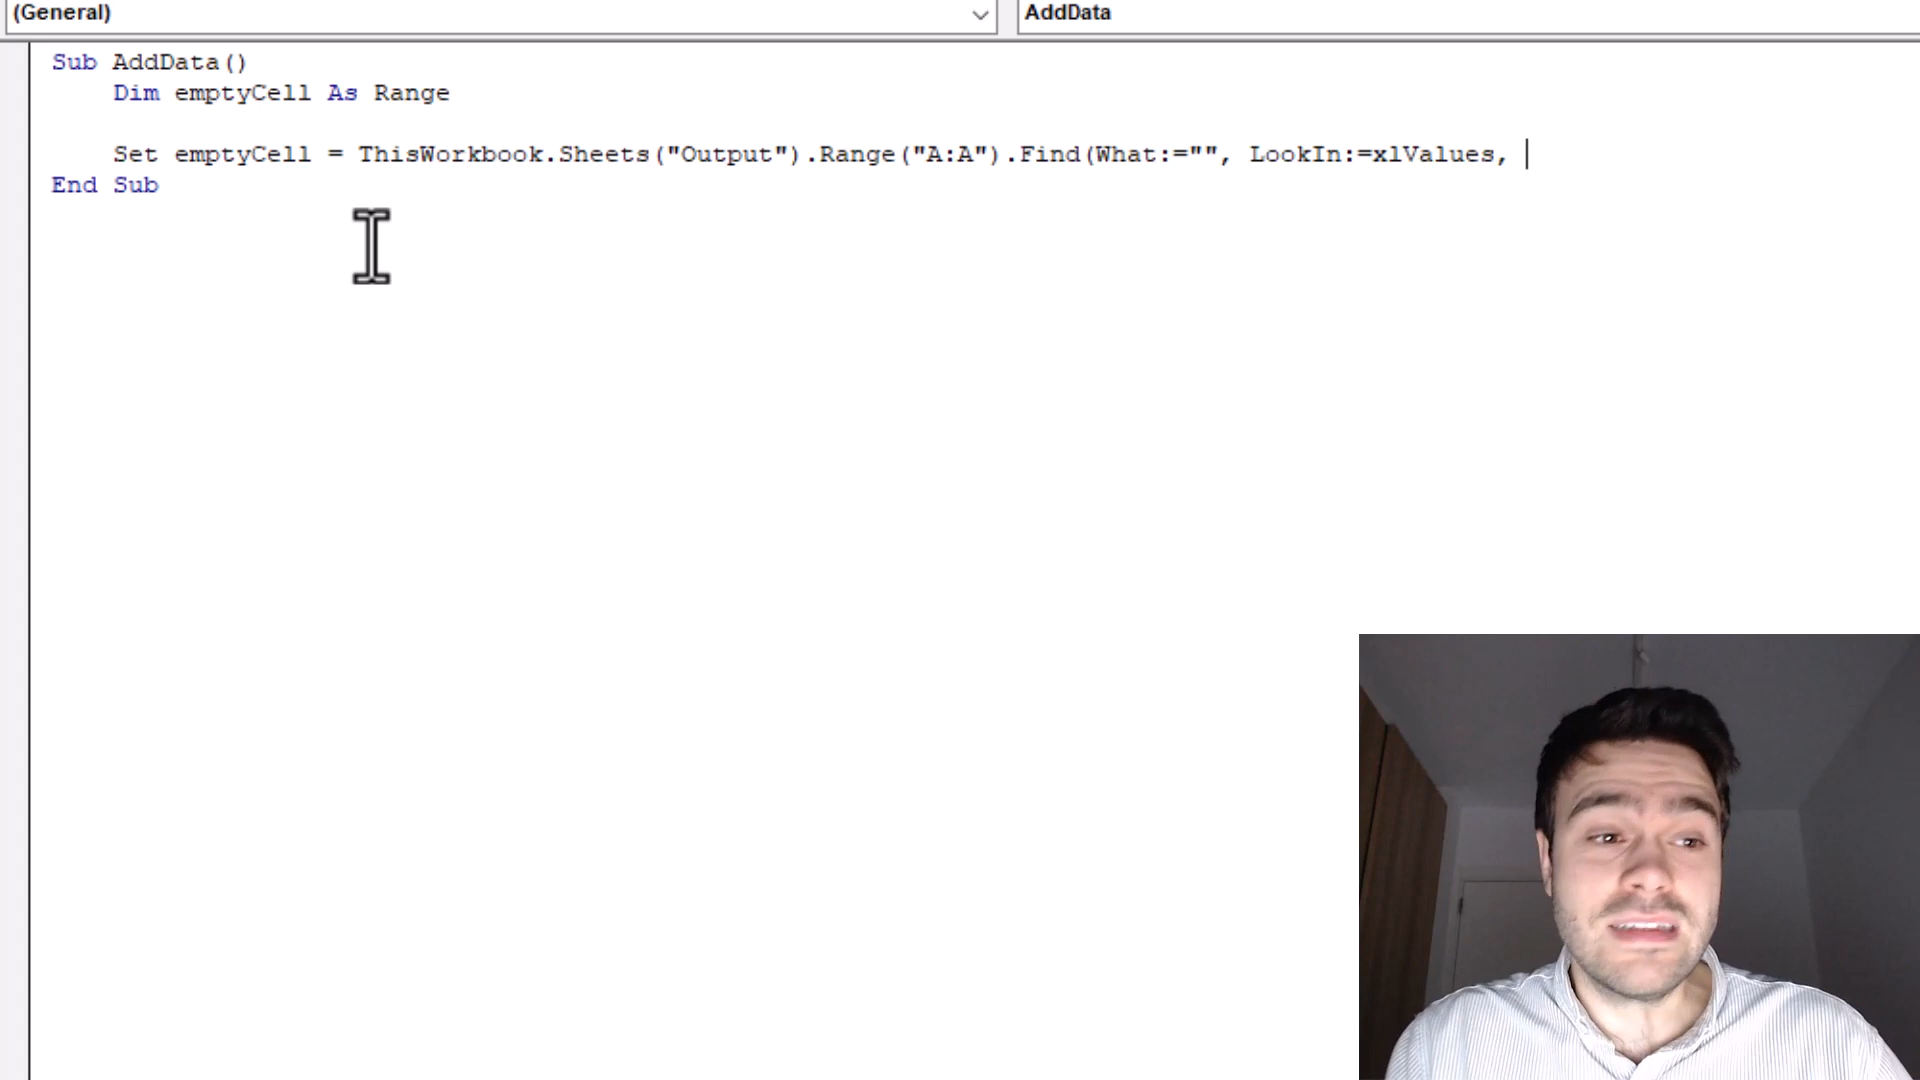 (General)
AddData
Sub AddData()
Dim emptyCell As Range
Set emptyCell = ThisWorkbook.Sheets("Output").Range("A:A").Find(What:="", LookIn:=xlValues,
End Sub